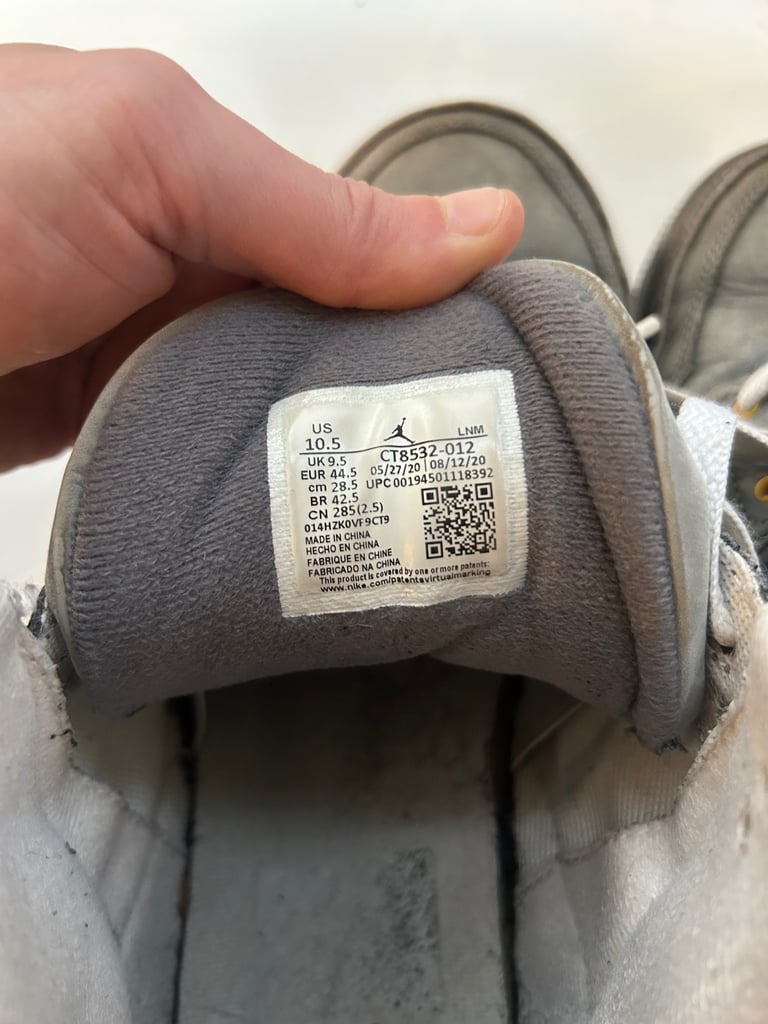 US LNM
10.5 CT8532-012
UK 9.5 05/27/20 08/12/20
EUR 44.5 UPC 00194501118392
cm 28.5
BR 42.5
CN 285(2.5)
014HZK0VF9CT9
MADE IN CHINA
HECHO EN CHINA
FABRIQUE EN CHINE
FABRICADO NA CHINA
This product is covered by one or more patents:
www.nike.com/patentsvirtualmarking